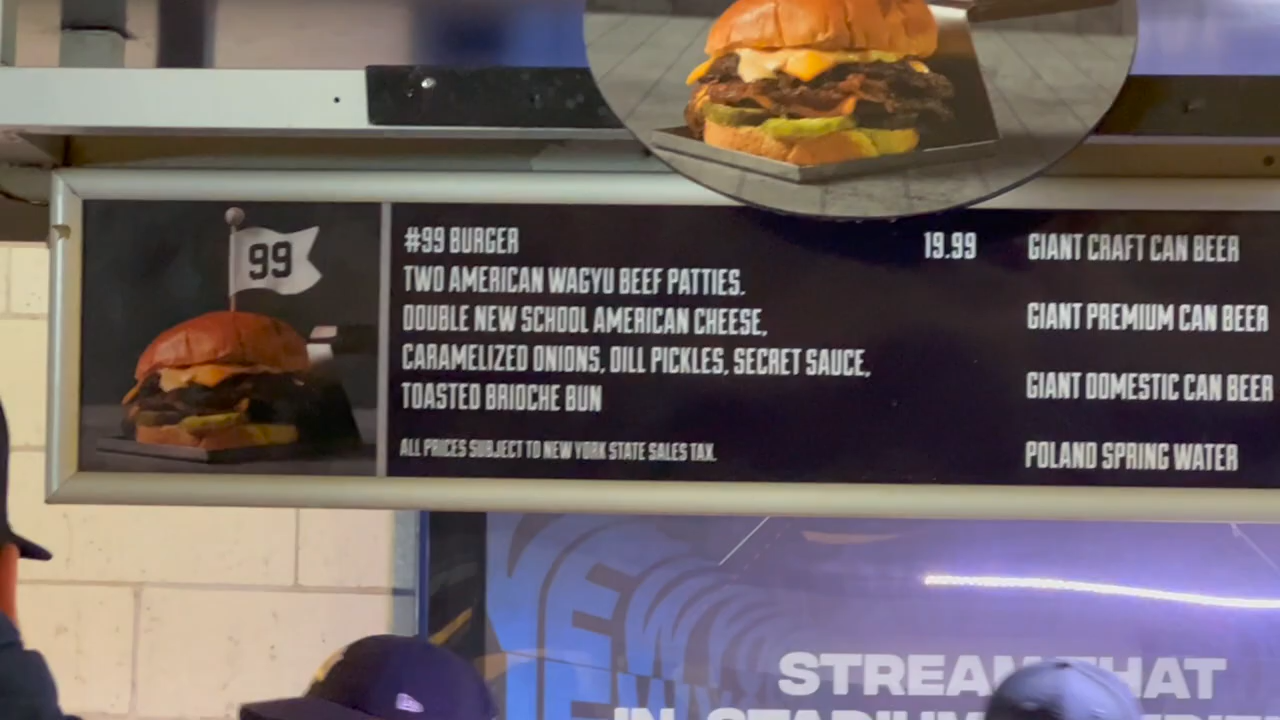 99
#99 BURGER
19.99
TWO AMERICAN WAGYU BEEF PATTIES.
DOUBLE NEW SCHOOL AMERICAN CHEESE,
CARAMELIZED ONIONS, DILL PICKLES, SECRET SAUCE,
TOASTED BRIOCHE BUN
ALL PRICES SUBJECT TO NEW YORK STATE SALES TAX.
GIANT CRAFT CAN BEER
GIANT PREMIUM CAN BEER
GIANT DOMESTIC CAN BEER
POLAND SPRING WATER
STREAM THAT